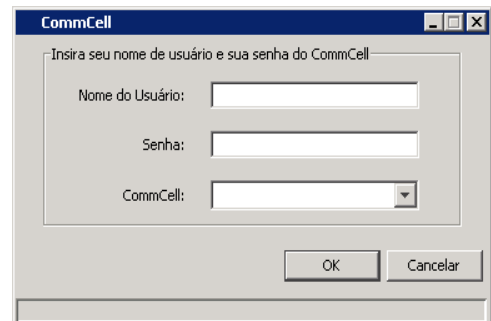 CommCell
Insira seu nome de usuário e sua senha do CommCell
Nome do Usuário:
Senha:
CommCell:
OK
Cancelar